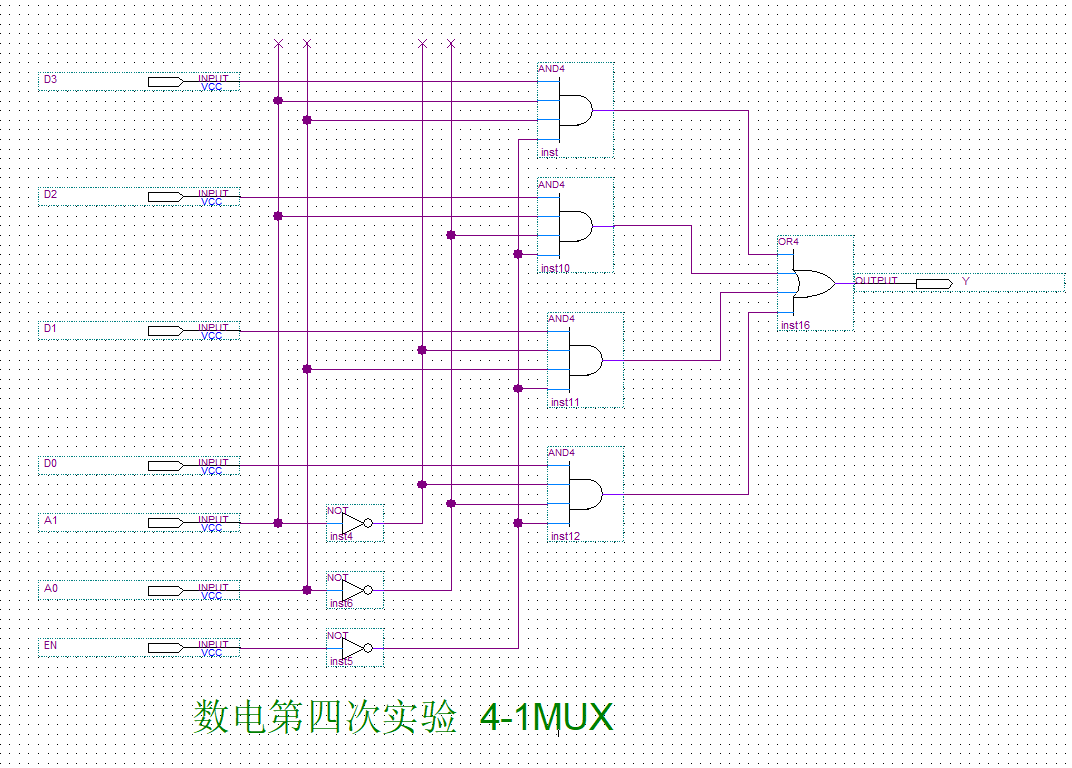 AND4
D3 INPUT
VCC
inst
AND4
D2 INPUT
VCC
inst10
OR4
OUTPUT Y
inst16
AND4
D1 INPUT
VCC
inst11
AND4
D0 INPUT
VCC
NOT
A1 INPUT
VCC
inst4
inst12
NOT
A0 INPUT
VCC
inst6
NOT
EN INPUT
VCC
inst5
数电第四次实验 4-1MUX